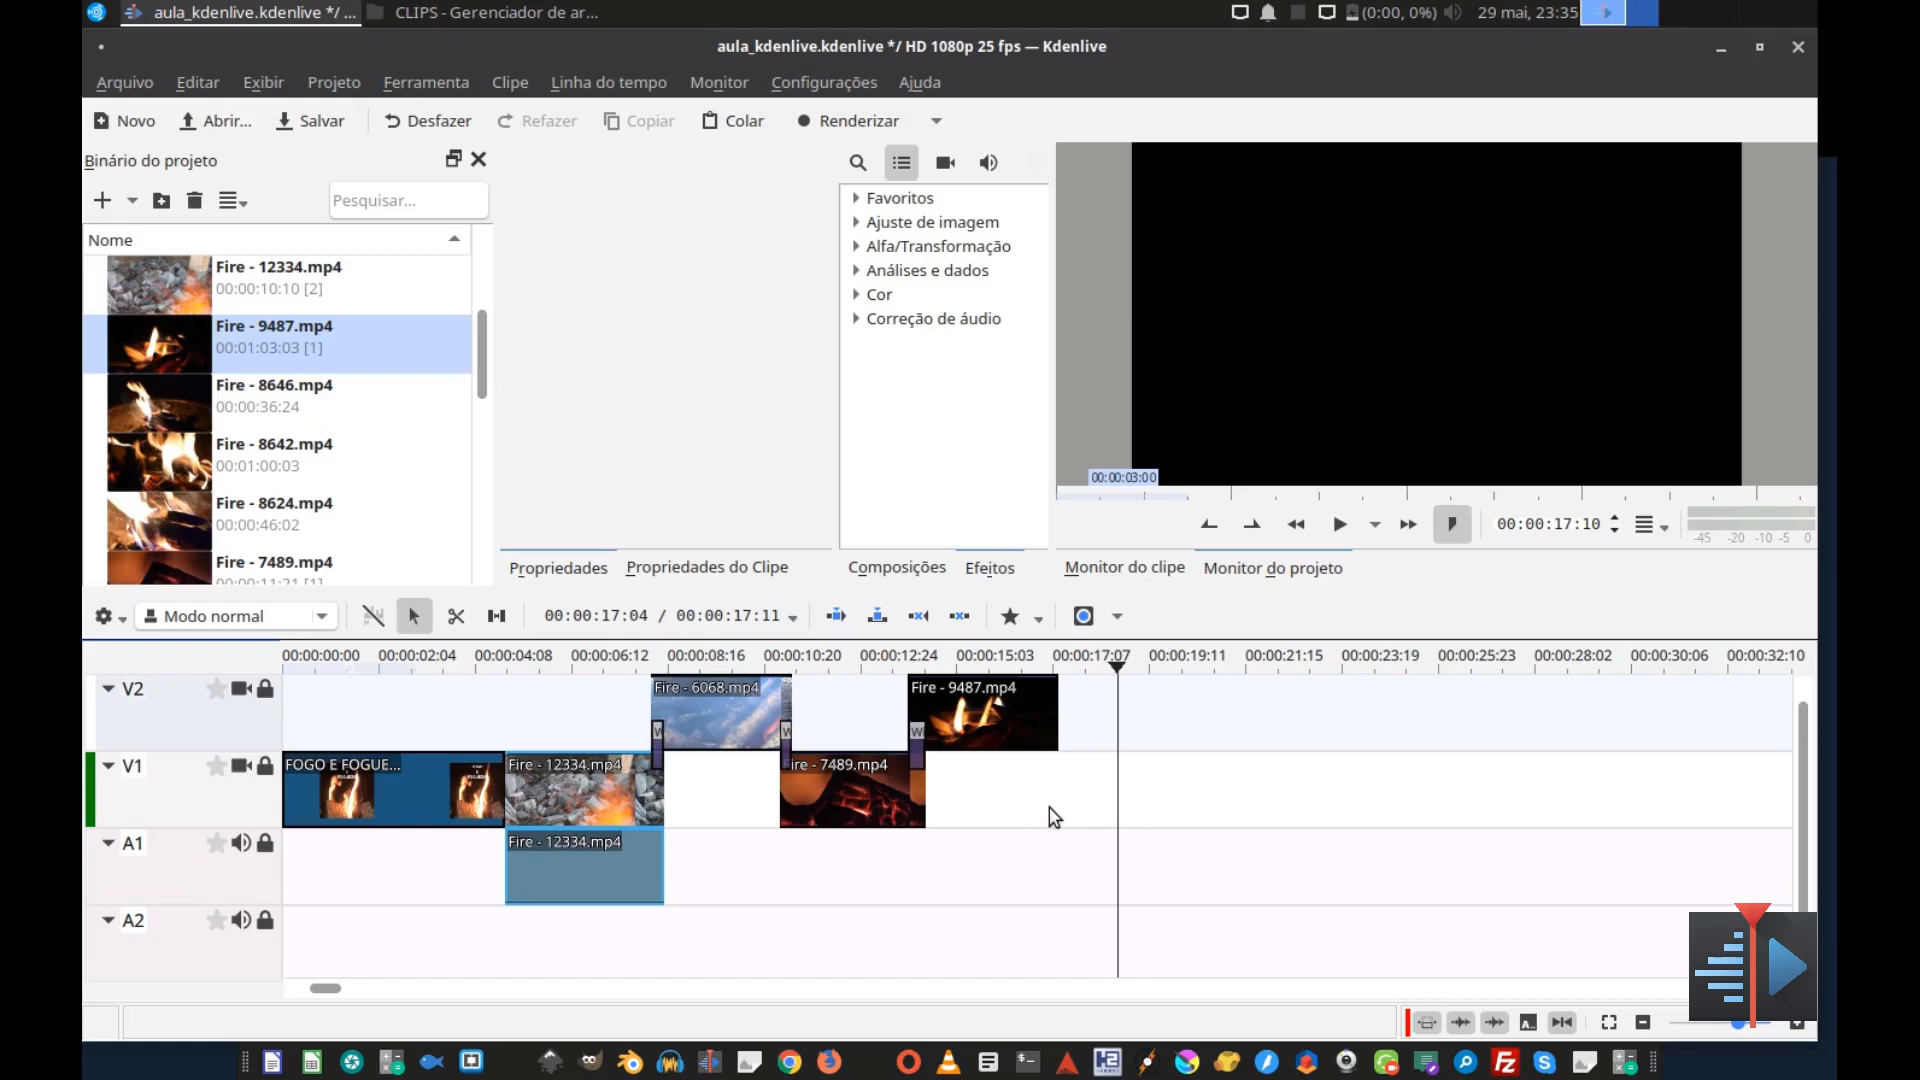 aula_kdenlive.kdenlive */ ... CLIPS - Gerenciador de ar... (0:00, 0%) 29 mai, 23:35
aula_kdenlive.kdenlive */ HD 1080p 25 fps — Kdenlive
Arquivo Editar Exibir Projeto Ferramenta Clipe Linha do tempo Monitor Configurações Ajuda
Novo Abrir... Salvar Desfazer Refazer Copiar Colar Renderizar
Binário do projeto
Pesquisar...
Nome
Fire - 12334.mp4
00:00:10:10 [2]
Fire - 9487.mp4
00:01:03:03 [1]
Fire - 8646.mp4
00:00:36:24
Fire - 8642.mp4
00:01:00:03
Fire - 8624.mp4
00:00:46:02
Fire - 7489.mp4
00:00:11:21 [1]
Favoritos
Ajuste de imagem
Alfa/Transformação
Análises e dados
Cor
Correção de áudio
00:00:03:00
00:00:17:10
-45 -20 -10 -5 0
Propriedades Propriedades do Clipe Composições Efeitos Monitor do clipe Monitor do projeto
Modo normal 00:00:17:04 / 00:00:17:11
00:00:00:00 00:00:02:04 00:00:04:08 00:00:06:12 00:00:08:16 00:00:10:20 00:00:12:24 00:00:15:03 00:00:17:07 00:00:19:11 00:00:21:15 00:00:23:19 00:00:25:23 00:00:28:02 00:00:30:06 00:00:32:10
V2 Fire - 6068.mp4 Fire - 9487.mp4
W W W
V1 FOGO E FOGUE... Fire - 12334.mp4 ire - 7489.mp4
A1 Fire - 12334.mp4
A2